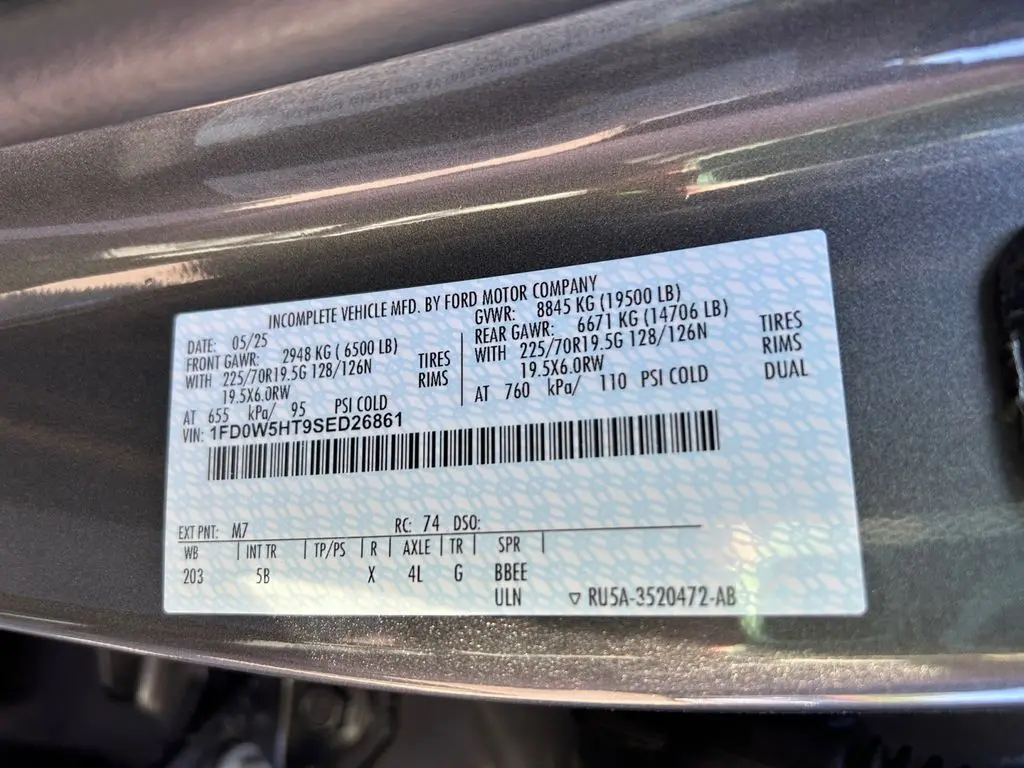 INCOMPLETE VEHICLE MFD. BY FORD MOTOR COMPANY
DATE: 05/25
FRONT GAWR: 2948 KG ( 6500 LB)
WITH 225/70R19.5G 128/126N TIRES
19.5X6.0RW RIMS
AT 655 kPa/ 95 PSI COLD
GVWR: 8845 KG (19500 LB)
REAR GAWR: 6671 KG (14706 LB)
WITH 225/70R19.5G 128/126N TIRES
19.5X6.0RW RIMS
AT 760 kPa/ 110 PSI COLD DUAL
VIN: 1FD0W5HT9SED26861
EXT PNT: M7 RC: 74 DSO:
WB INT TR TP/PS R AXLE TR SPR
203 5B X 4L G BBEE
ULN ▽ RU5A-3520472-AB